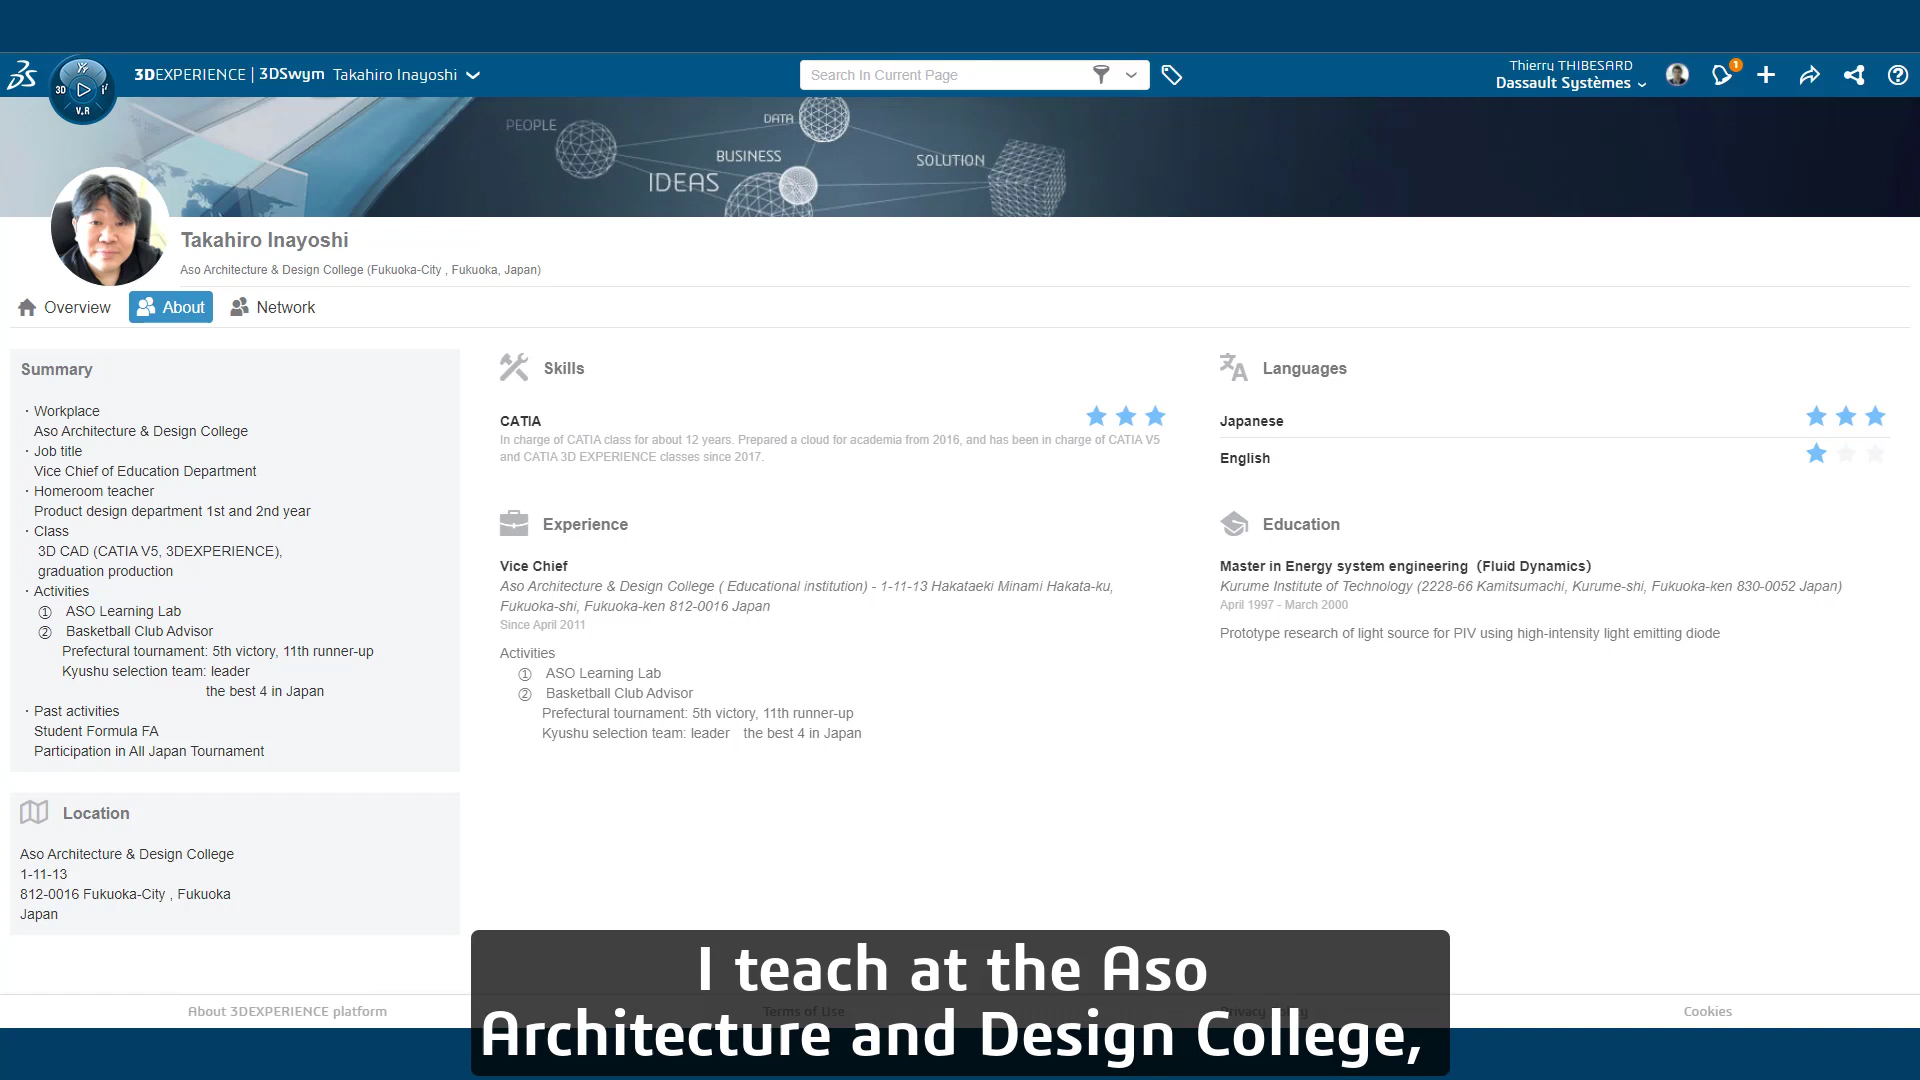 3DEXPERIENCE | 3DSwym Takahiro Inayoshi
Search In Current Page
Thierry THIBESARD
Dassault Systèmes
1
3D
V.R
PEOPLE
DATA
BUSINESS
SOLUTION
IDEAS
Takahiro Inayoshi
Aso Architecture & Design College (Fukuoka-City , Fukuoka, Japan)
Overview
About
Network
Summary
・Workplace
Aso Architecture & Design College
・Job title
Vice Chief of Education Department
・Homeroom teacher
Product design department 1st and 2nd year
・Class
3D CAD (CATIA V5, 3DEXPERIENCE),
graduation production
・Activities
① ASO Learning Lab
② Basketball Club Advisor
Prefectural tournament: 5th victory, 11th runner-up
Kyushu selection team: leader
the best 4 in Japan
・Past activities
Student Formula FA
Participation in All Japan Tournament
Location
Aso Architecture & Design College
1-11-13
812-0016 Fukuoka-City , Fukuoka
Japan
Skills
CATIA
In charge of CATIA class for about 12 years. Prepared a cloud for academia from 2016, and has been in charge of CATIA V5
and CATIA 3D EXPERIENCE classes since 2017.
Experience
Vice Chief
Aso Architecture & Design College ( Educational institution) - 1-11-13 Hakataeki Minami Hakata-ku,
Fukuoka-shi, Fukuoka-ken 812-0016 Japan
Since April 2011
Activities
① ASO Learning Lab
② Basketball Club Advisor
Prefectural tournament: 5th victory, 11th runner-up
Kyushu selection team: leader the best 4 in Japan
Languages
Japanese
English
Education
Master in Energy system engineering（Fluid Dynamics）
Kurume Institute of Technology (2228-66 Kamitsumachi, Kurume-shi, Fukuoka-ken 830-0052 Japan)
April 1997 - March 2000
Prototype research of light source for PIV using high-intensity light emitting diode
About 3DEXPERIENCE platform
Terms of Use
Privacy Policy
Cookies
I teach at the Aso
Architecture and Design College,